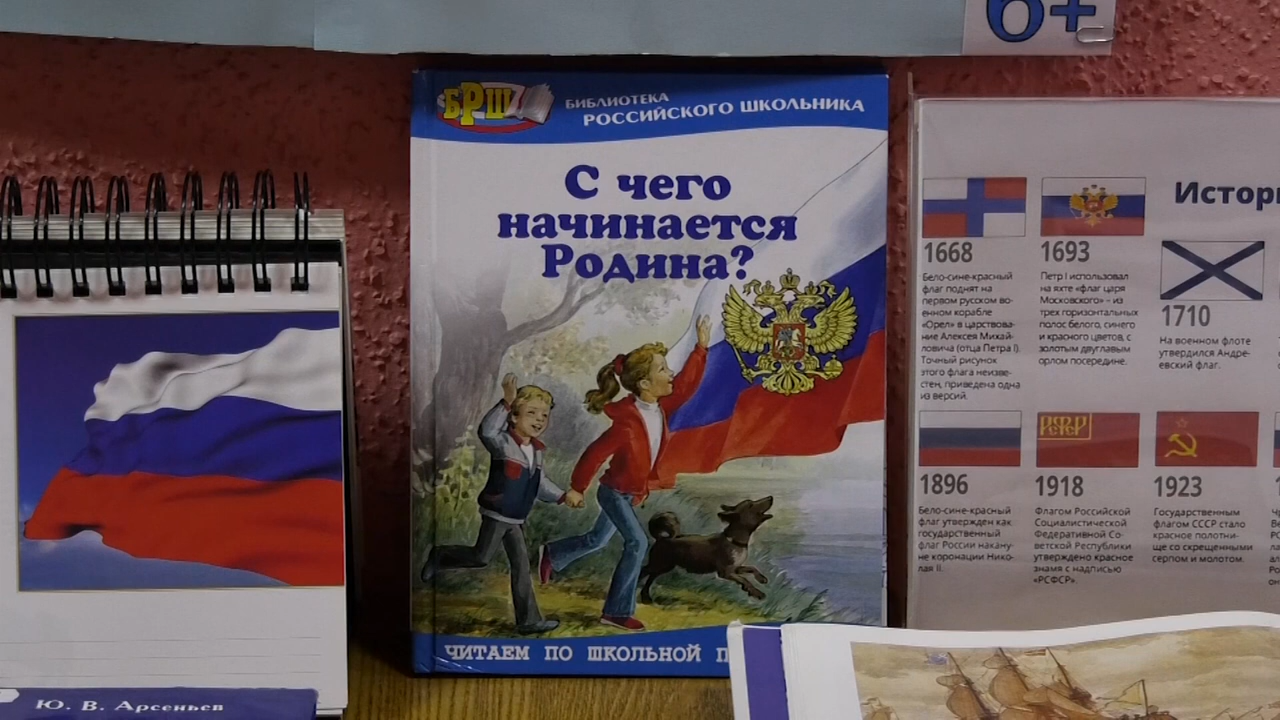 6+
БРШ
БИБЛИОТЕКА
РОССИЙСКОГО ШКОЛЬНИКА
С чего
начинается
Родина?
ЧИТАЕМ ПО ШКОЛЬНОЙ
Ю. В. Арсеньев
1668
Бело-сине-красный
флаг поднят на
первом русском во-
енном корабле
«Орел» в царствова-
ние Алексея Михай-
ловича (отца Петра I).
Точный рисунок
этого флага неизве-
стен, приведена одна
из версий.
1693
Петр I использовал
на яхте «флаг царя
Московского» – из
трех горизонтальных
полос белого, синего
и красного цветов, с
золотым двуглавым
орлом посередине.
1710
На военном флоте
утвердился Андре-
евский флаг.
1896
Бело-сине-красный
флаг утвержден как
государственный
флаг России накану-
не коронации Нико-
лая II.
РСФСР
1918
Флагом Российской
Социалистической
Федеративной Со-
ветской Республики
утверждено красное
знамя с надписью
«РСФСР».
1923
Государственным
флагом СССР стало
красное полотни-
ще со скрещенными
серпом и молотом.